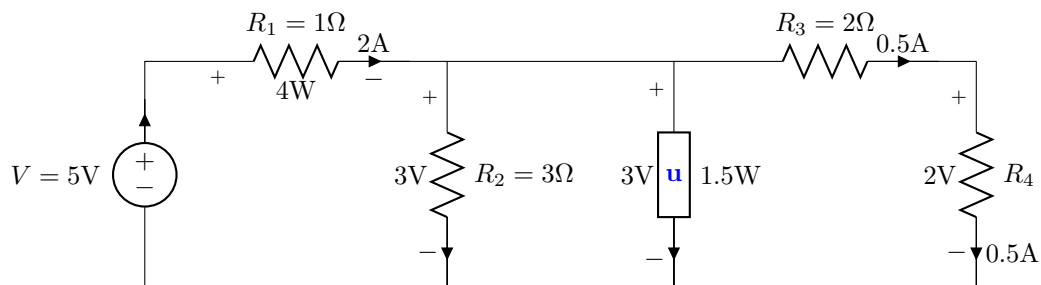 R₁ = 1Ω
2A
R₃ = 2Ω
0.5A
+
−
4W
+
+
+
V = 5V
+
−
3V
R₂ = 3Ω
3V
u
1.5W
2V
R₄
−
−
−
0.5A